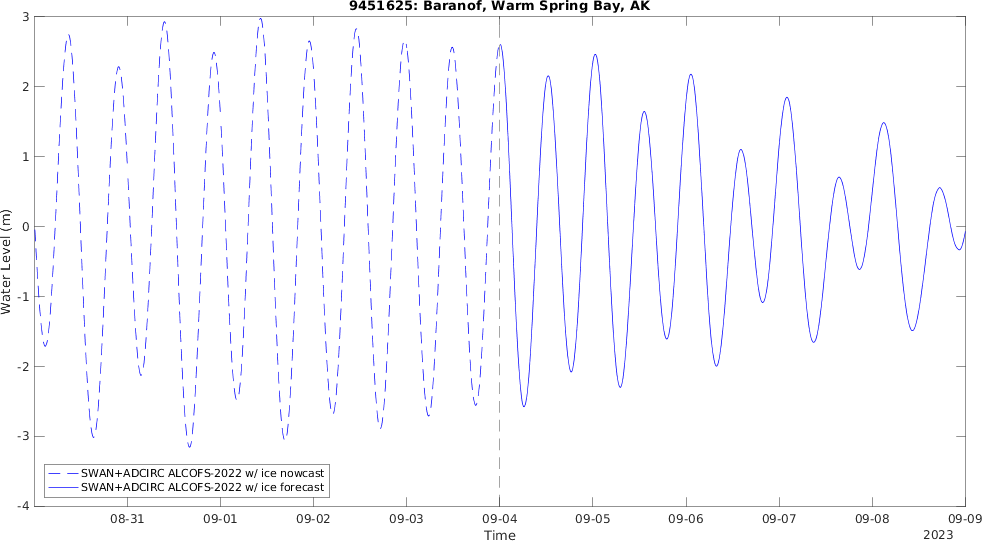 9451625: Baranof, Warm Spring Bay, AK
3
2
1
0
-1
-2
-3
-4
Water Level (m)
SWAN+ADCIRC ALCOFS-2022 w/ ice nowcast
SWAN+ADCIRC ALCOFS-2022 w/ ice forecast
08-31 09-01 09-02 09-03 09-04 09-05 09-06 09-07 09-08 09-09
Time
2023